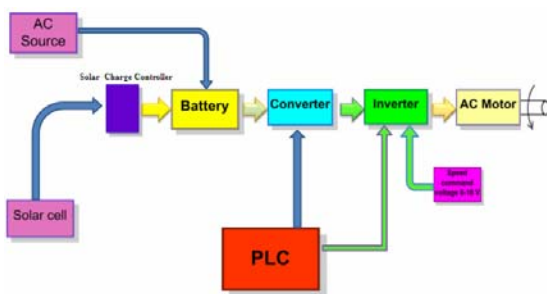 AC
Source
Solar Charge Controller
Battery
Converter
Inverter
AC Motor
Speed
command
voltage 0-10 V
Solar cell
PLC